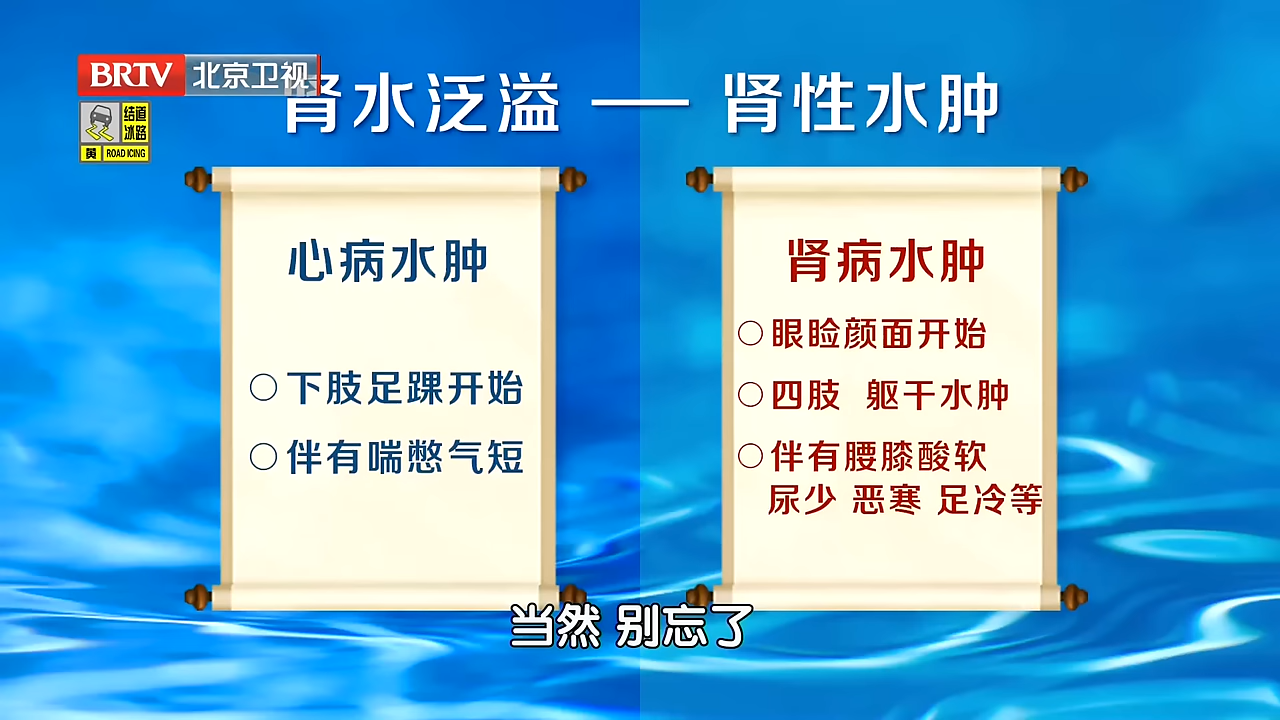 BRTV 北京卫视
肾水泛溢 — 肾性水肿
道路结冰
黄 ROAD ICING
心病水肿
○下肢足踝开始
○伴有喘憋气短
肾病水肿
○眼睑颜面开始
○四肢 躯干水肿
○伴有腰膝酸软
尿少 恶寒 足冷等
当然 别忘了